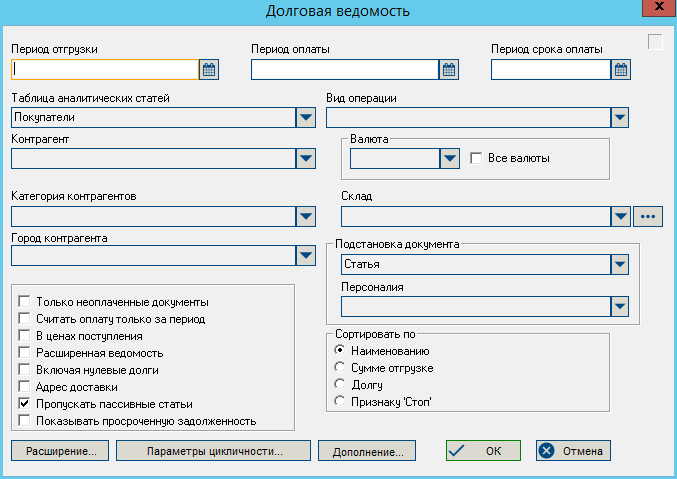 Долговая ведомость
x
Период отгрузки
Период оплаты
Период срока оплаты
Таблица аналитических статей
Вид операции
Покупатели
Контрагент
Валюта
Все валюты
Категория контрагентов
Склад
Город контрагента
Подстановка документа
Статья
Персоналия
Только неоплаченные документы
Считать оплату только за период
В ценах поступления
Расширенная ведомость
Включая нулевые долги
Адрес доставки
Пропускать пассивные статьи
Показывать просроченную задолженность
Сортировать по
Наименованию
Сумме отгрузке
Долгу
Признаку 'Стоп'
Расширение...
Параметры цикличности...
Дополнение...
ОК
Отмена